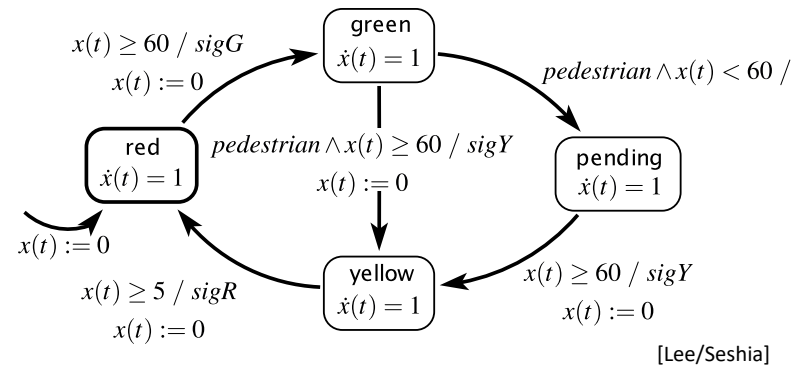 green
ẋ(t) = 1
x(t) ≥ 60 / sigG
x(t) := 0
pedestrian ∧ x(t) < 60 /
red
ẋ(t) = 1
pedestrian ∧ x(t) ≥ 60 / sigY
x(t) := 0
pending
ẋ(t) = 1
x(t) := 0
yellow
ẋ(t) = 1
x(t) ≥ 60 / sigY
x(t) := 0
x(t) ≥ 5 / sigR
x(t) := 0
[Lee/Seshia]